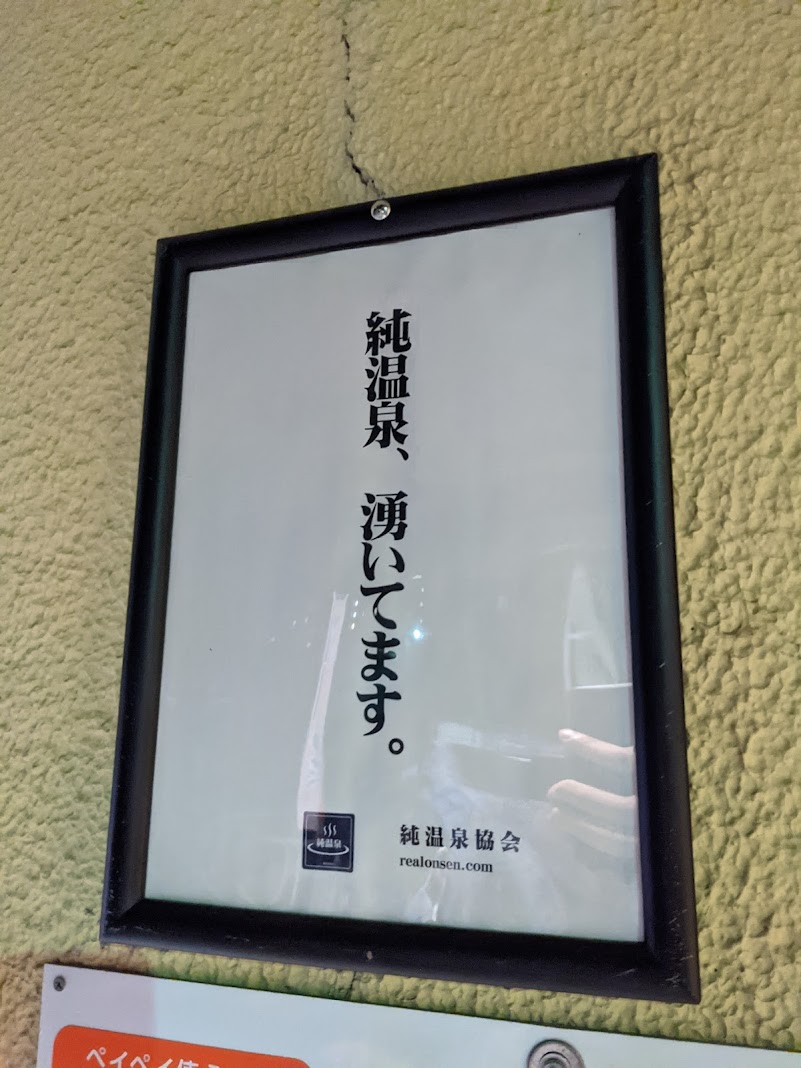 純温泉、湧いてます。
純温泉
純温泉協会
realonsen.com
ペイペイ